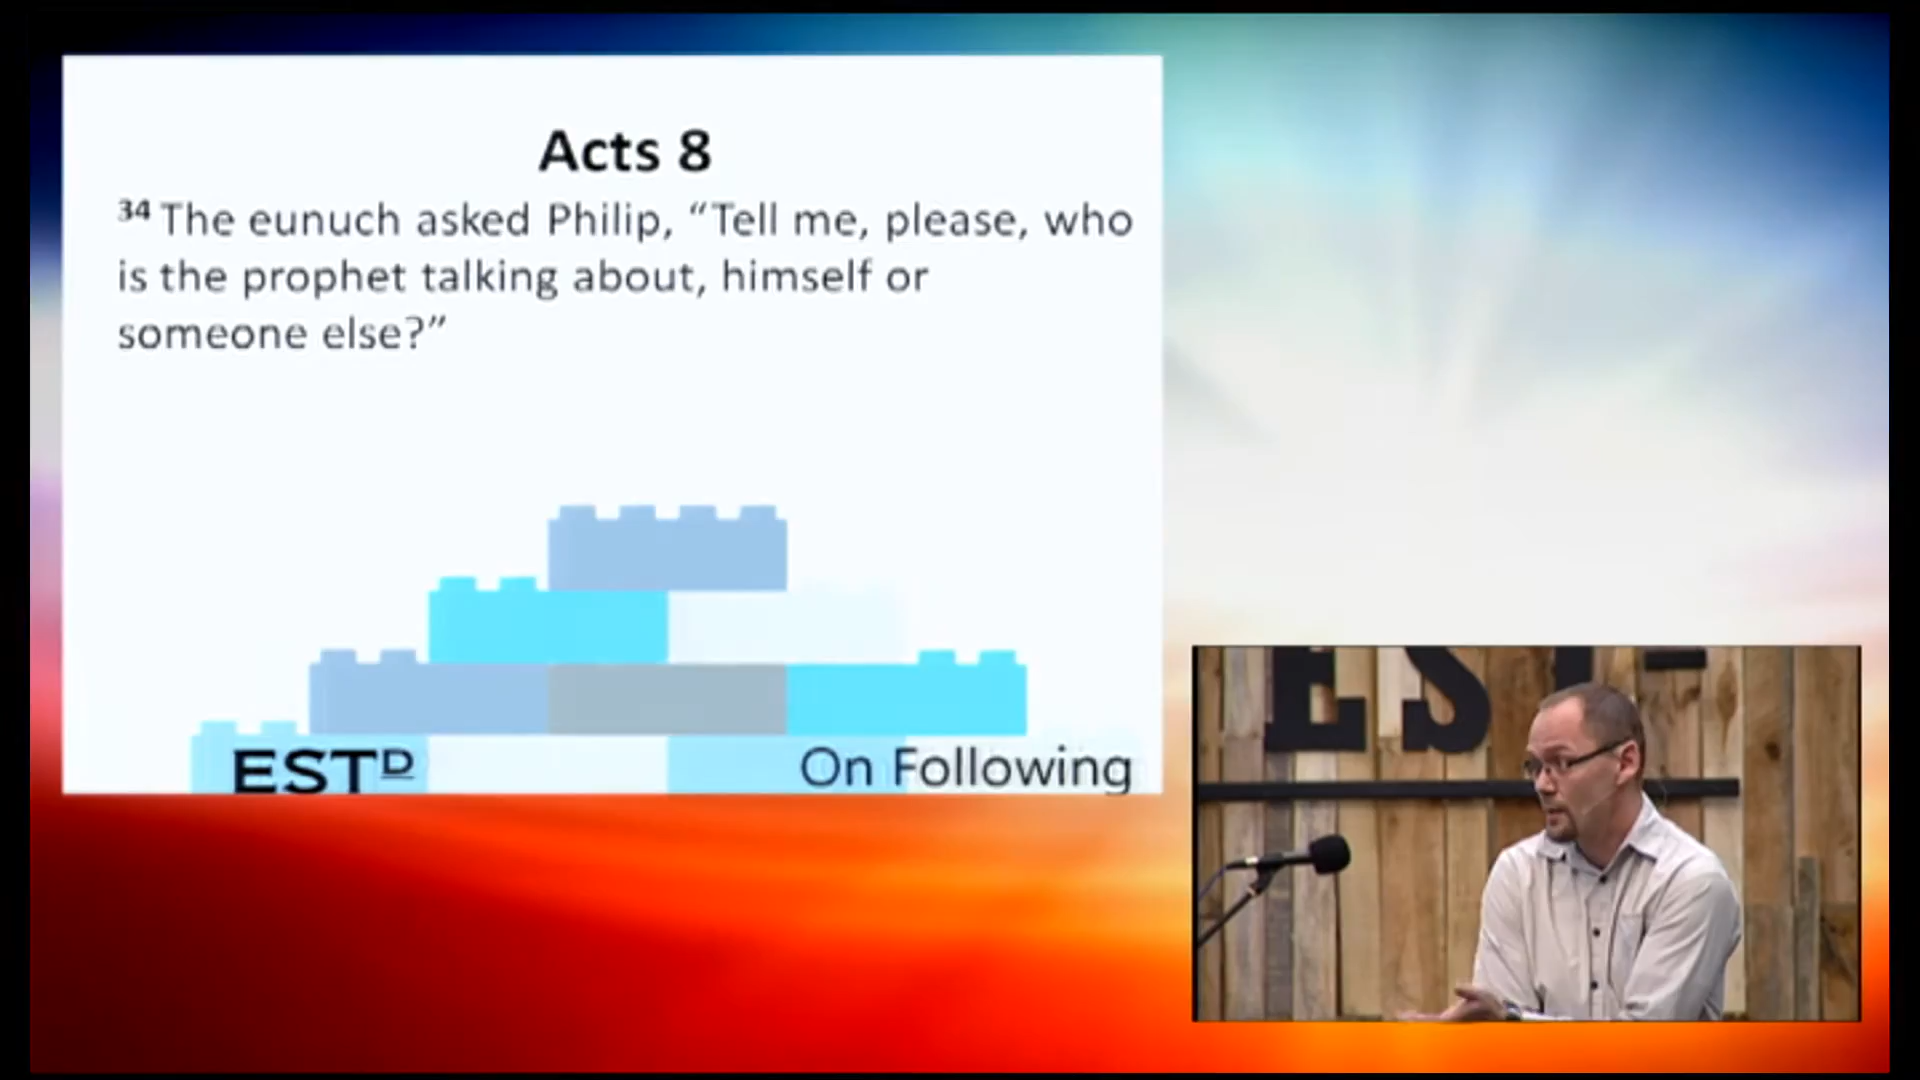 Acts 8
34 The eunuch asked Philip, “Tell me, please, who
is the prophet talking about, himself or
someone else?”
ESTD
On Following
EST